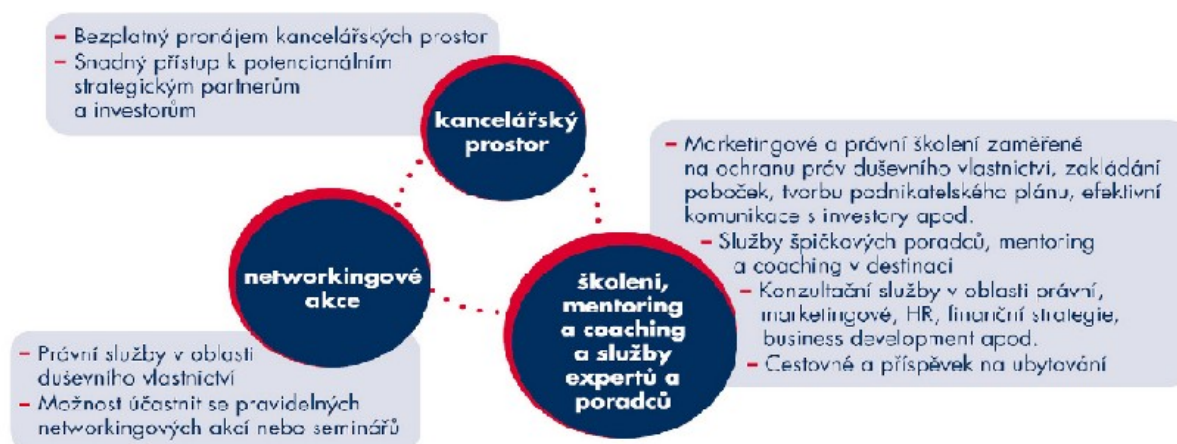 – Bezplatný pronájem kancelářských prostor
– Snadný přístup k potencionálním
strategickým partnerům
a investorům
kancelářský
prostor
– Marketingové a právní školení zaměřené
na ochranu práv duševního vlastnictví, zakládání
poboček, tvorbu podnikatelského plánu, efektivní
komunikace s investory apod.
– Služby špičkových poradců, mentoring
a coaching v destinaci
– Konzultační služby v oblasti právní,
marketingové, HR, finanční strategie,
business development apod.
– Cestovné a příspěvek na ubytování
networkingové
akce
školení,
mentoring
a coaching
a služby
expertů a
poradců
– Právní služby v oblasti
duševního vlastnictví
– Možnost účastnit se pravidelných
networkingových akcí nebo seminářů